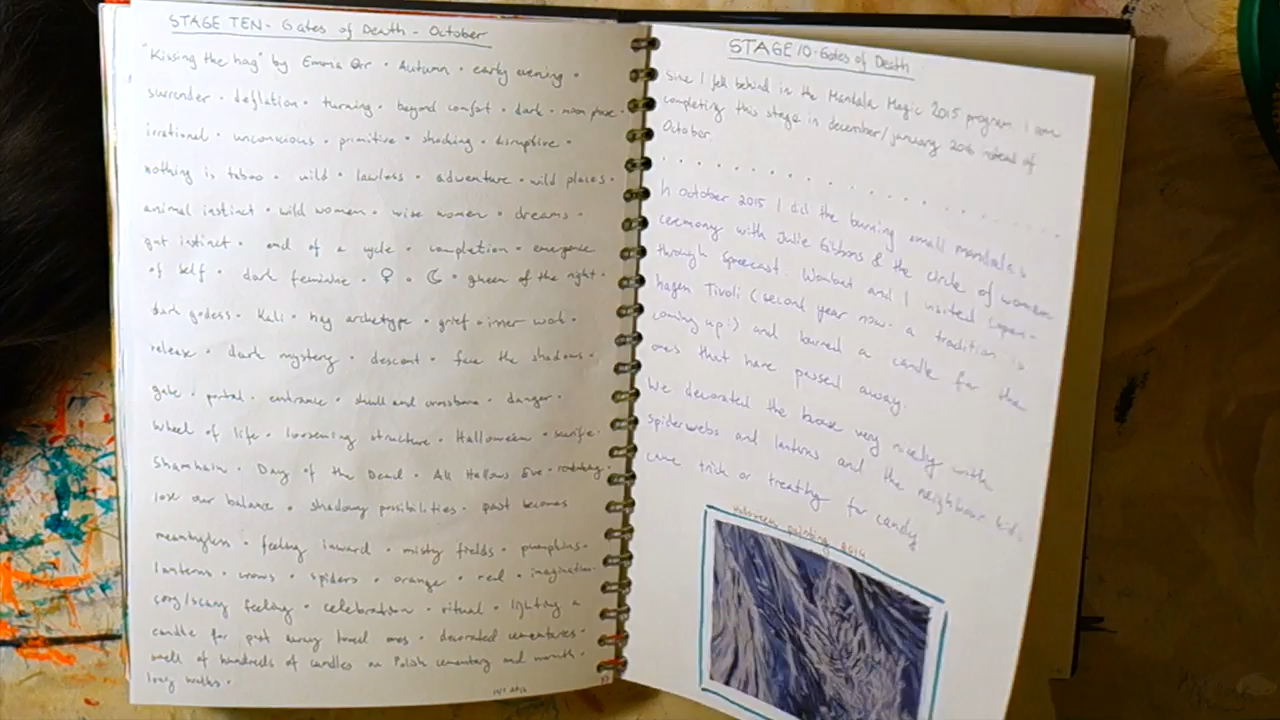 STAGE TEN - Gates of Death - October
"Kissing the hag" by Emma Orr • Autumn • early evening •
surrender • deflation • turning • beyond comfort • dark • moon phase •
irrational • unconscious • primitive • shocking • disruptive •
nothing is taboo • wild • lawless • adventure • wild places •
animal instinct • wild women • wise women • dreams •
gut instinct • end of a cycle • completion • emergence
of self • dark feminine • ♀ • ☾ • queen of the night •
dark godess • Kali • hag archetype • grief • inner work •
release • dark mystery • descent • face the shadows •
gate • portal • entrance • skull and crossbone • danger •
Wheel of life • loosening structure • Halloween •
Shamhain • Day of the Dead • All Hallows Eve •
lose our balance • shadowy possibilities • past becomes
meaningless • feeling inward • misty fields • pumpkins •
lanterns • crows • spiders • orange • red • imagination •
scary feeling • celebration • ritual • lighting a
candle for past away loved ones • decorated cementaries •
smell of hundreds of candles on Polish cementary and warmth •
long walks •
STAGE 10 - Gates of Death
Since I fell behind in the Mandala Magic 2015 program, I am
completing this stage in december/january 2016 instead of
October
In october 2015 I did the burning small mandalas
ceremony with Julie Gibbons & the circle of women
through Spreecast. Wombat and I visited Copen-
hagen Tivoli (second year now - a tradition is
coming up!) and burned a candle for the
ones that have passed away.
We decorated the house very nicely with
spiderwebs and lanterns and the neighbour kids
came trick or treating for candy
Halloween painting 2014